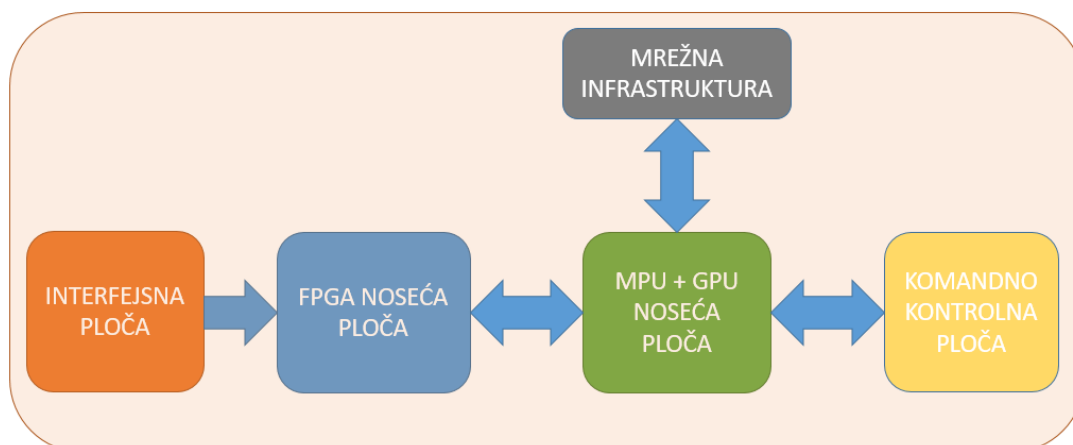 MREŽNA
INFRASTRUKTURA
INTERFEJSNA
PLOČA
FPGA NOSEĆA
PLOČA
MPU + GPU
NOSEĆA
PLOČA
KOMANDNO
KONTROLNA
PLOČA